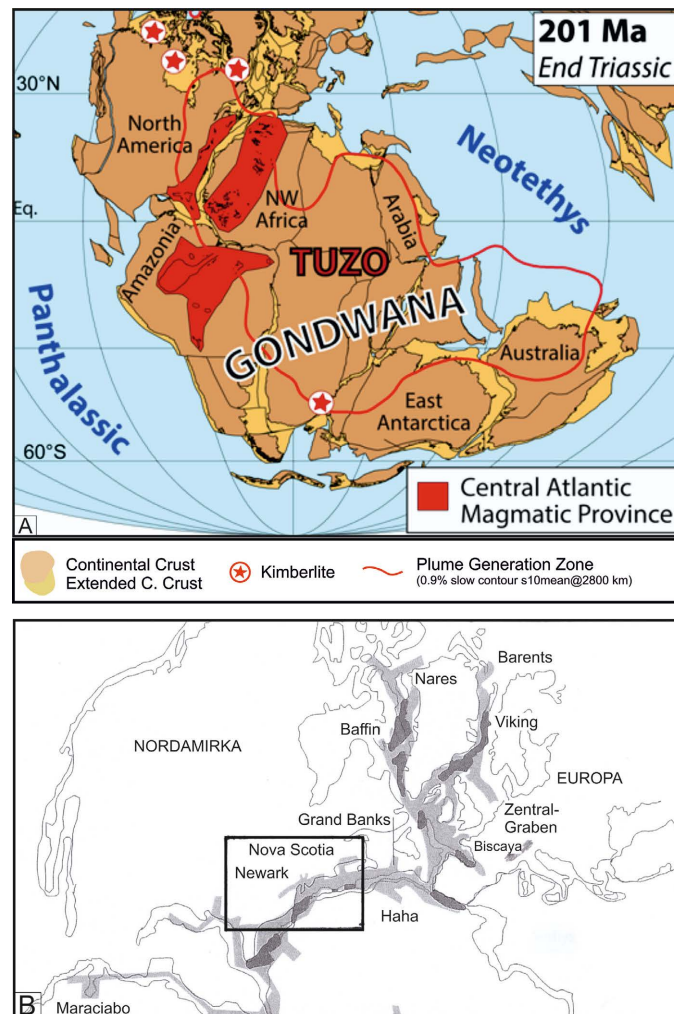 201 Ma
End Triassic
30°N
North
America
Neotethys
NW
Africa
Arabia
Eq.
Amazonia
TUZO
GONDWANA
Panthalassic
Australia
East
Antarctica
60°S
Central Atlantic
Magmatic Province
A
Continental Crust
Extended C. Crust
Kimberlite
Plume Generation Zone
(0.9% slow contour s10mean@2800 km)
Barents
Nares
Baffin
Viking
NORDAMIRKA
EUROPA
Grand Banks
Zentral-
Graben
Biscaya
Nova Scotia
Newark
Haha
Maraciabo
B